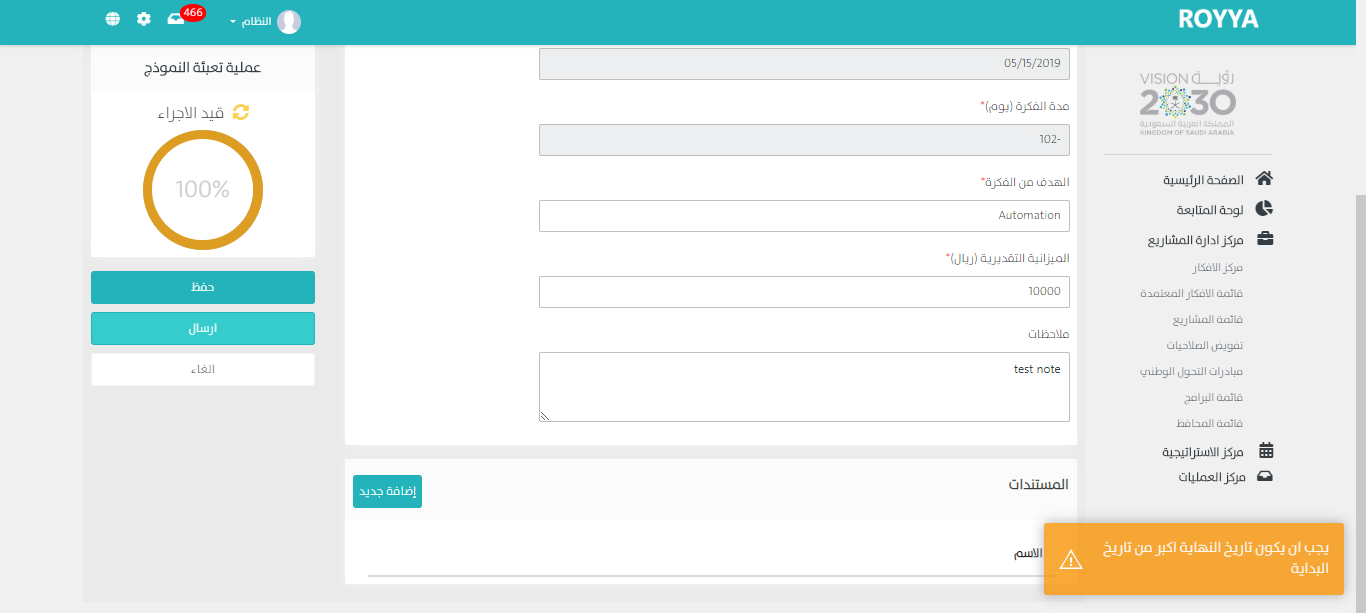 ROYYA
النظام
466
VISION رؤيـــة
2030
المملكة العربية السعودية
KINGDOM OF SAUDI ARABIA
الصفحة الرئيسية
لوحة المتابعة
مركز ادارة المشاريع
مركز الافكار
قائمة الافكار المعتمدة
قائمة المشاريع
تفويض الصلاحيات
مبادرات التحول الوطني
قائمة البرامج
قائمة المحافظ
مركز الاستراتيجية
مركز العمليات
05/15/2019
مدة الفكرة (يوم)*
102-
الهدف من الفكرة*
Automation
الميزانية التقديرية (ريال)*
10000
ملاحظات
test note
المستندات
إضافة جديد
الاسم
عملية تعبئة النموذج
قيد الاجراء
100%
حفظ
ارسال
الغاء
يجب ان يكون تاريخ النهاية اكبر من تاريخ
البداية